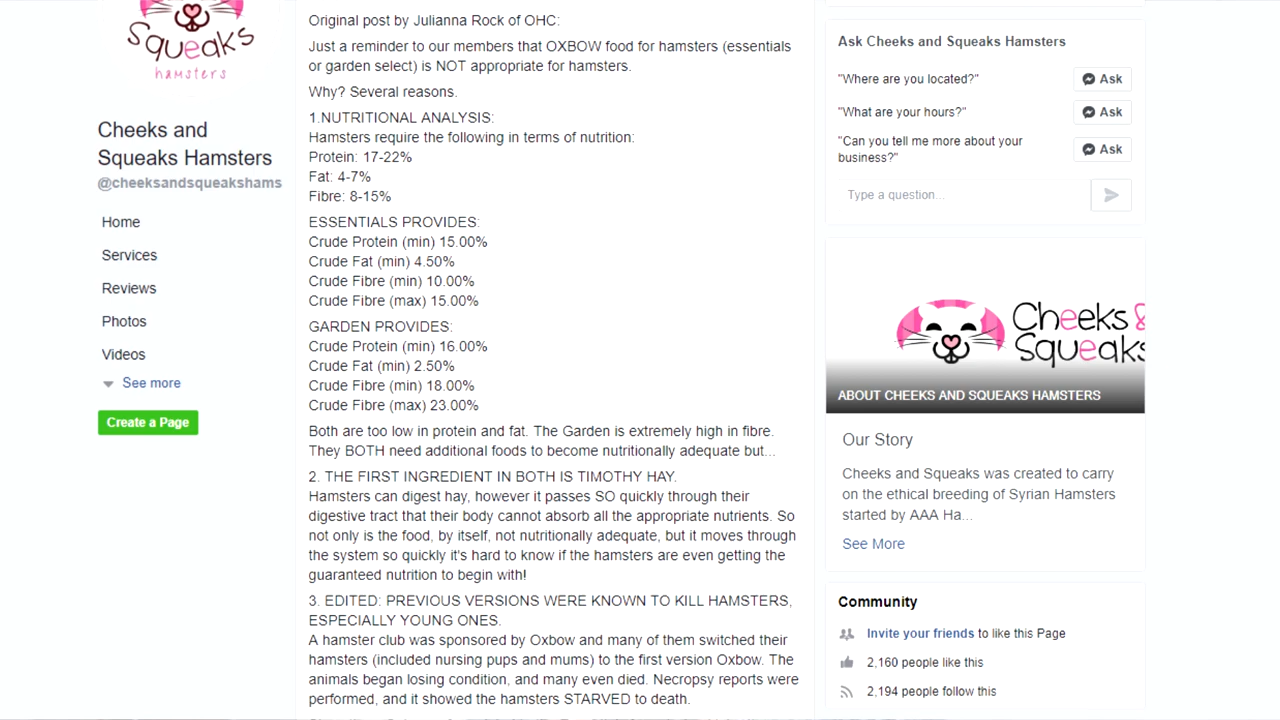 Squeaks
hamsters
Cheeks and
Squeaks Hamsters
@cheeksandsqueakshams
Home
Services
Reviews
Photos
Videos
See more
Create a Page
Original post by Julianna Rock of OHC:
Just a reminder to our members that OXBOW food for hamsters (essentials
or garden select) is NOT appropriate for hamsters.
Why? Several reasons.
1.NUTRITIONAL ANALYSIS:
Hamsters require the following in terms of nutrition:
Protein: 17-22%
Fat: 4-7%
Fibre: 8-15%
ESSENTIALS PROVIDES:
Crude Protein (min) 15.00%
Crude Fat (min) 4.50%
Crude Fibre (min) 10.00%
Crude Fibre (max) 15.00%
GARDEN PROVIDES:
Crude Protein (min) 16.00%
Crude Fat (min) 2.50%
Crude Fibre (min) 18.00%
Crude Fibre (max) 23.00%
Both are too low in protein and fat. The Garden is extremely high in fibre.
They BOTH need additional foods to become nutritionally adequate but...
2. THE FIRST INGREDIENT IN BOTH IS TIMOTHY HAY.
Hamsters can digest hay, however it passes SO quickly through their
digestive tract that their body cannot absorb all the appropriate nutrients. So
not only is the food, by itself, not nutritionally adequate, but it moves through
the system so quickly it's hard to know if the hamsters are even getting the
guaranteed nutrition to begin with!
3. EDITED: PREVIOUS VERSIONS WERE KNOWN TO KILL HAMSTERS,
ESPECIALLY YOUNG ONES.
A hamster club was sponsored by Oxbow and many of them switched their
hamsters (included nursing pups and mums) to the first version Oxbow. The
animals began losing condition, and many even died. Necropsy reports were
performed, and it showed the hamsters STARVED to death.
Ask Cheeks and Squeaks Hamsters
"Where are you located?"
Ask
"What are your hours?"
Ask
"Can you tell me more about your
business?"
Ask
Type a question...
Cheeks &
Squeaks
ABOUT CHEEKS AND SQUEAKS HAMSTERS
Our Story
Cheeks and Squeaks was created to carry
on the ethical breeding of Syrian Hamsters
started by AAA Ha...
See More
Community
Invite your friends to like this Page
2,160 people like this
2,194 people follow this